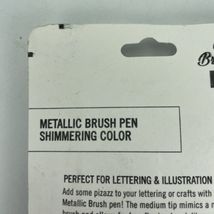 METALLIC BRUSH PEN
SHIMMERING COLOR
PERFECT FOR LETTERING & ILLUSTRATION
Add some pizazz to your lettering or crafts with
Metallic Brush pen! The medium tip mimics a